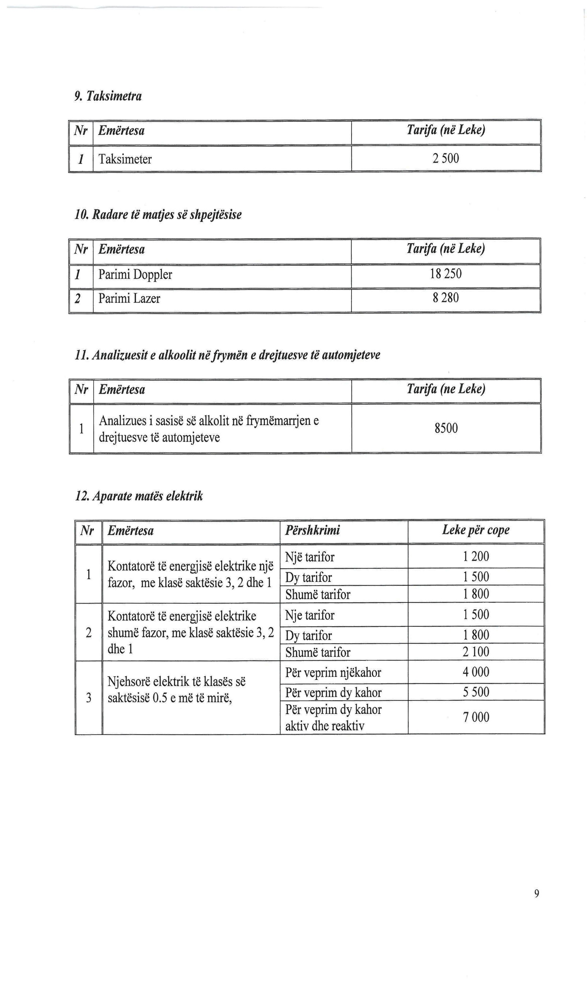 9. Taksimetra
Nr Emërtesa Tarifa (në Leke)
1 Taksimeter 2 500
10. Radare të matjes së shpejtësise
Nr Emërtesa Tarifa (në Leke)
1 Parimi Doppler 18 250
2 Parimi Lazer 8 280
11. Analizuesit e alkoolit në frymën e drejtuesve të automjeteve
Nr Emërtesa Tarifa (ne Leke)
1 Analizues i sasisë së alkolit në frymëmarrjen e
drejtuesve të automjeteve
8500
12. Aparate matës elektrik
Nr Emërtesa Përshkrimi Leke për cope
1
Kontatorë të energjisë elektrike një
fazor, me klasë saktësie 3, 2 dhe 1
Një tarifor 1 200
Dy tarifor 1 500
Shumë tarifor 1 800
2
Kontatorë të energjisë elektrike
shumë fazor, me klasë saktësie 3, 2
dhe 1
Nje tarifor 1 500
Dy tarifor 1 800
Shumë tarifor 2 100
3
Njehsorë elektrik të klasës së
saktësisë 0.5 e më të mirë,
Për veprim njëkahor 4 000
Për veprim dy kahor 5 500
Për veprim dy kahor
aktiv dhe reaktiv
7 000
9